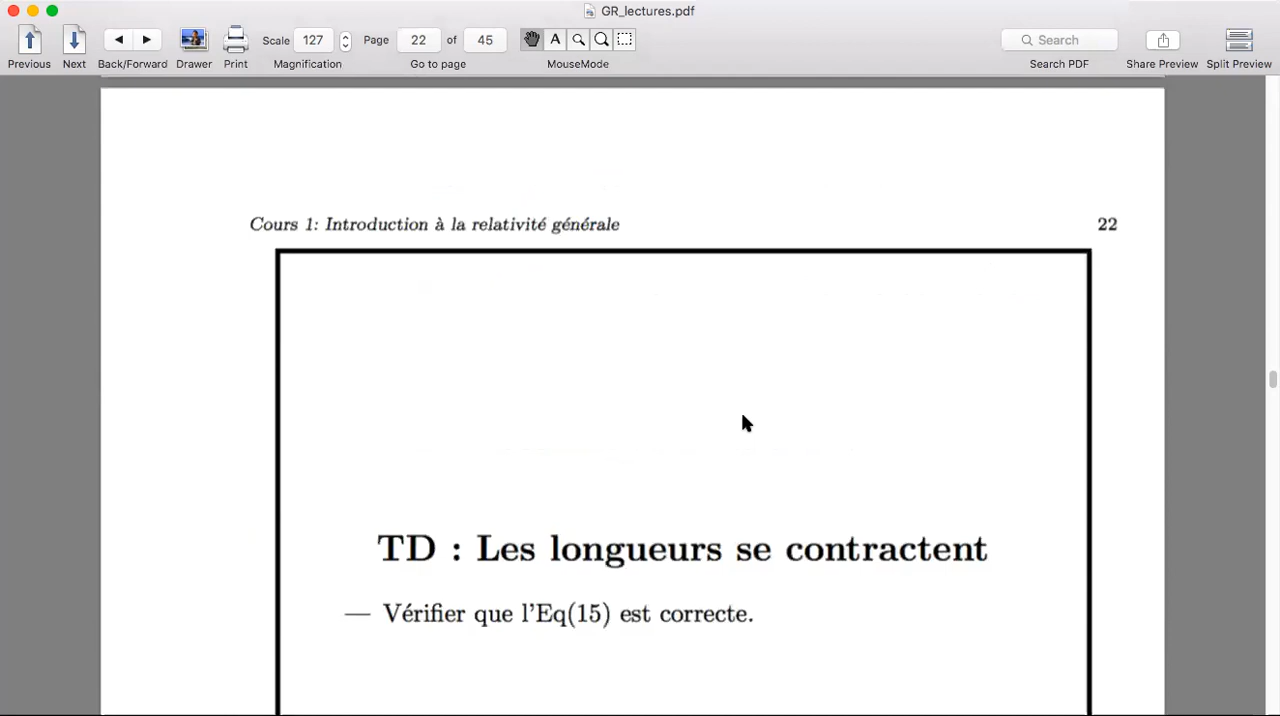 GR_lectures.pdf
Scale 127 Page 22 of 45 A Search
Previous Next Back/Forward Drawer Print Magnification Go to page MouseMode Search PDF Share Preview Split Preview
Cours 1: Introduction à la relativité générale 22
TD : Les longueurs se contractent
— Vérifier que l'Eq(15) est correcte.